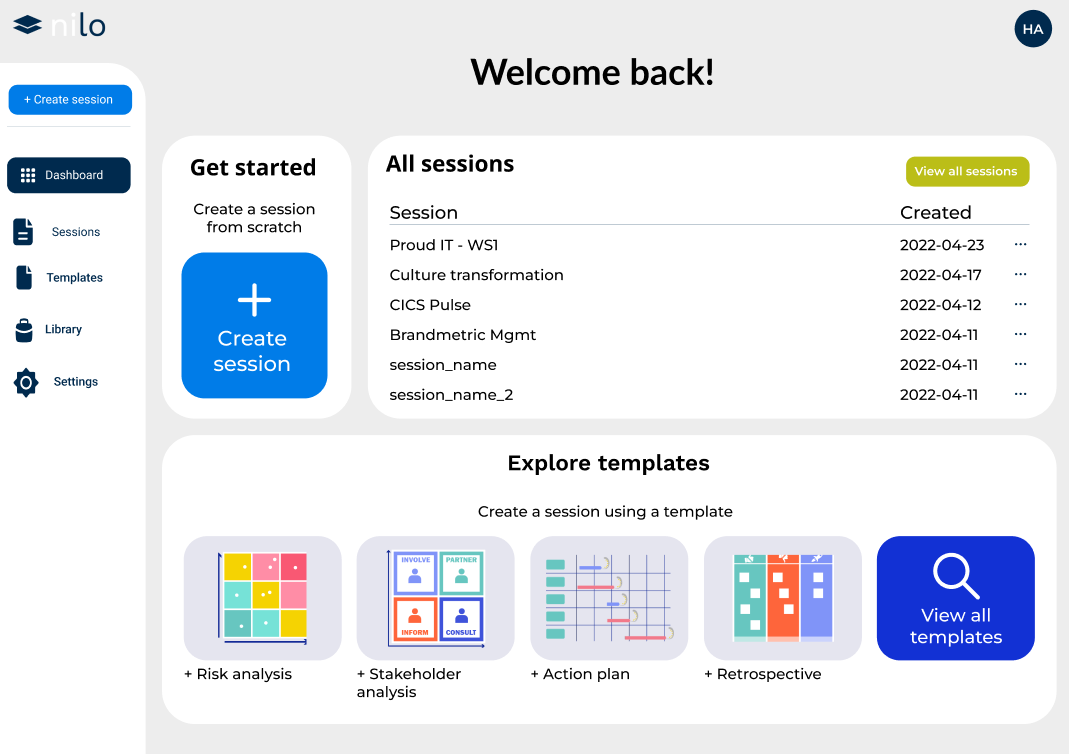 nilo
HA
Welcome back!
+ Create session
Dashboard
Sessions
Templates
Library
Settings
Get started
Create a session
from scratch
Create
session
All sessions
View all sessions
Session Created
Proud IT - WS1 2022-04-23 ...
Culture transformation 2022-04-17 ...
CICS Pulse 2022-04-12 ...
Brandmetric Mgmt 2022-04-11 ...
session_name 2022-04-11 ...
session_name_2 2022-04-11 ...
Explore templates
Create a session using a template
INVOLVE PARTNER
INFORM CONSULT
View all
templates
+ Risk analysis
+ Stakeholder
analysis
+ Action plan
+ Retrospective